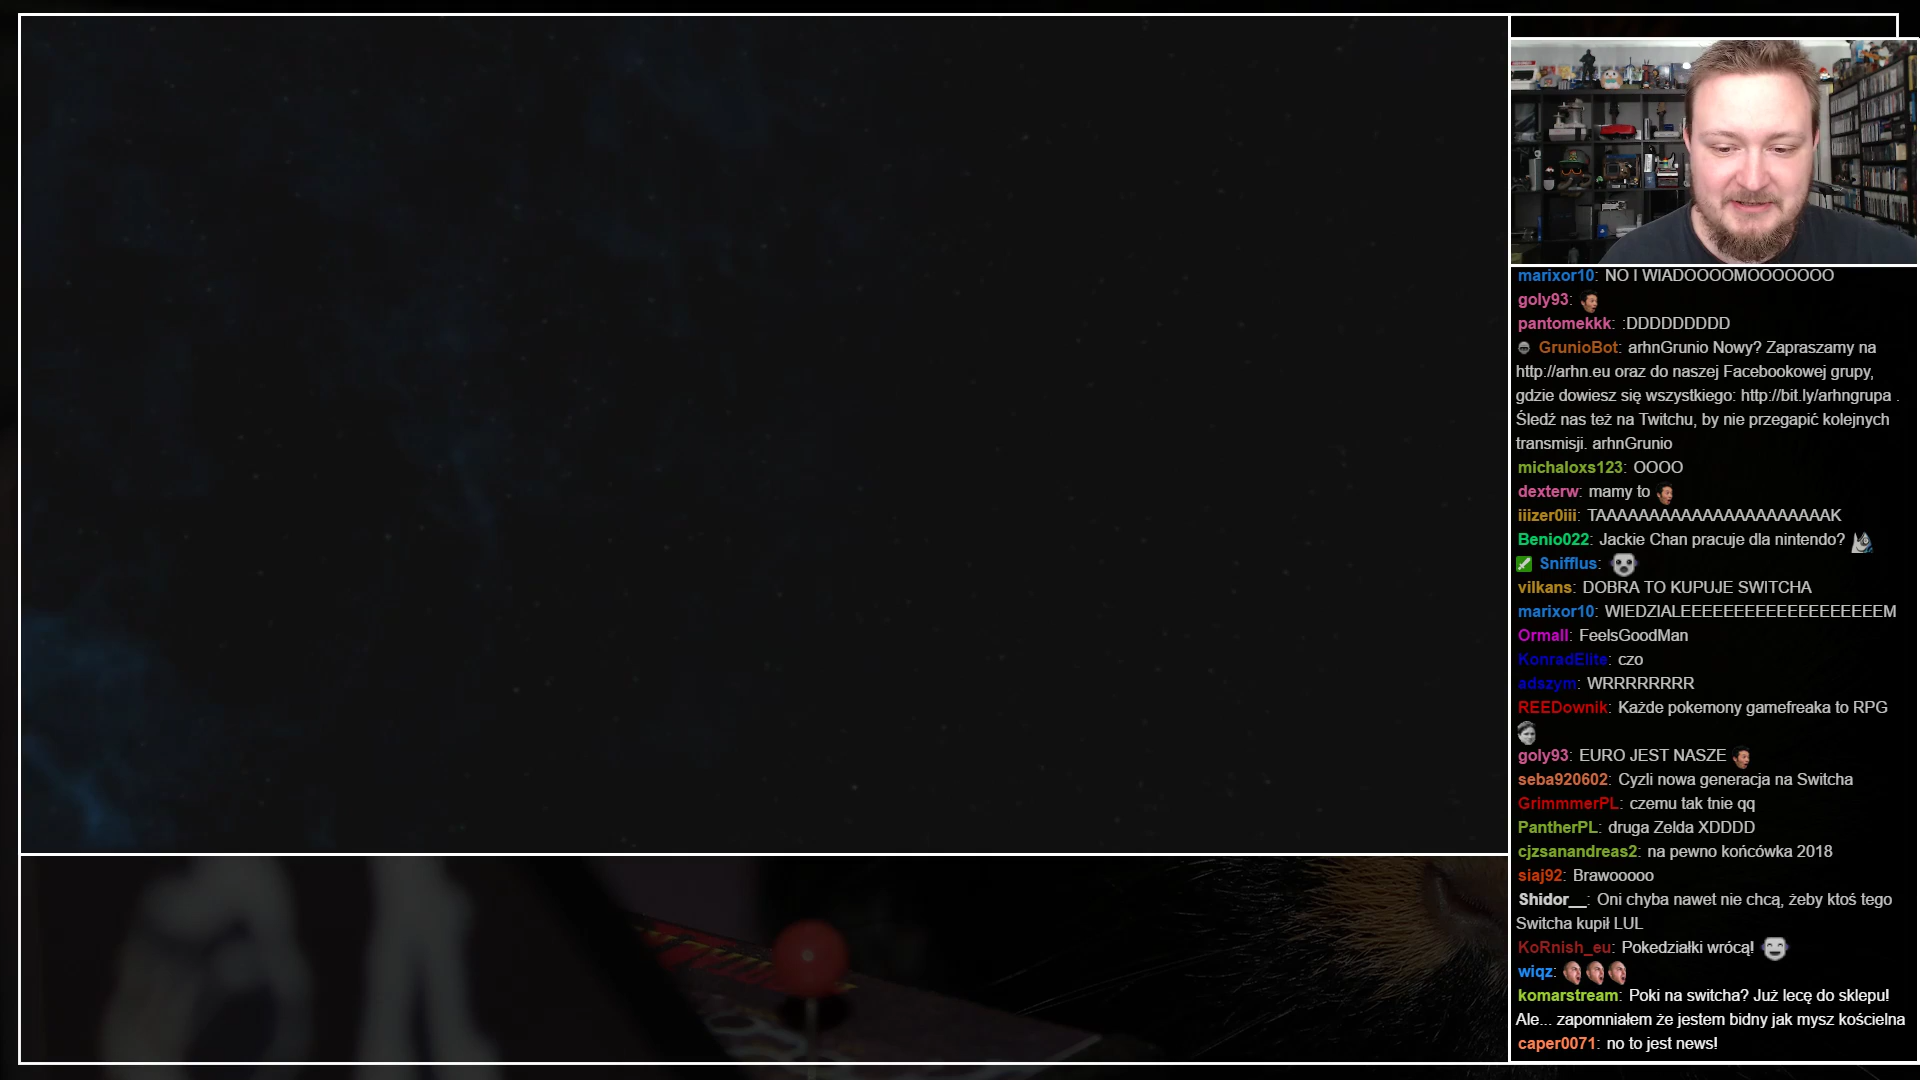 marixor10: NO I WIADOOOOMOOOOOOO
goly93:
pantomekkk: :DDDDDDDDD
GrunioBot: arhnGrunio Nowy? Zapraszamy na
http://arhn.eu oraz do naszej Facebookowej grupy,
gdzie dowiesz się wszystkiego: http://bit.ly/arhngrupa .
Śledź nas też na Twitchu, by nie przegapić kolejnych
transmisji. arhnGrunio
michaloxs123: OOOO
dexterw: mamy to
iiizer0iii: TAAAAAAAAAAAAAAAAAAAAAAK
Benio022: Jackie Chan pracuje dla nintendo?
Snifflus:
vilkans: DOBRA TO KUPUJE SWITCHA
marixor10: WIEDZIALEEEEEEEEEEEEEEEEEEEM
Ormall: FeelsGoodMan
KonradElite: czo
adszym: WRRRRRRRR
REEDownik: Każde pokemony gamefreaka to RPG
goly93: EURO JEST NASZE
seba920602: Cyzli nowa generacja na Switcha
GrimmmerPL: czemu tak tnie qq
PantherPL: druga Zelda XDDDD
cjzsanandreas2: na pewno końcówka 2018
siaj92: Brawooooo
Shidor__: Oni chyba nawet nie chcą, żeby ktoś tego
Switcha kupił LUL
KoRnish_eu: Pokedziałki wrócą!
wiqz:
komarstream: Poki na switcha? Już lecę do sklepu!
Ale... zapomniałem że jestem bidny jak mysz kościelna
caper0071: no to jest news!